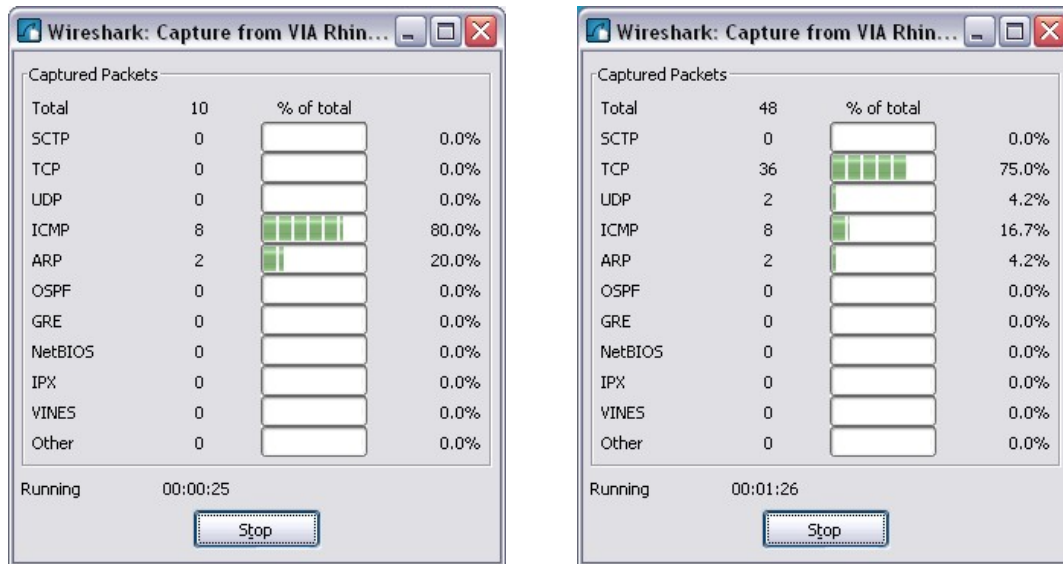 Wireshark: Capture from VIA Rhin...
Captured Packets
Total 10 % of total
SCTP 0 0.0%
TCP 0 0.0%
UDP 0 0.0%
ICMP 8 80.0%
ARP 2 20.0%
OSPF 0 0.0%
GRE 0 0.0%
NetBIOS 0 0.0%
IPX 0 0.0%
VINES 0 0.0%
Other 0 0.0%
Running 00:00:25
Stop
Wireshark: Capture from VIA Rhin...
Captured Packets
Total 48 % of total
SCTP 0 0.0%
TCP 36 75.0%
UDP 2 4.2%
ICMP 8 16.7%
ARP 2 4.2%
OSPF 0 0.0%
GRE 0 0.0%
NetBIOS 0 0.0%
IPX 0 0.0%
VINES 0 0.0%
Other 0 0.0%
Running 00:01:26
Stop